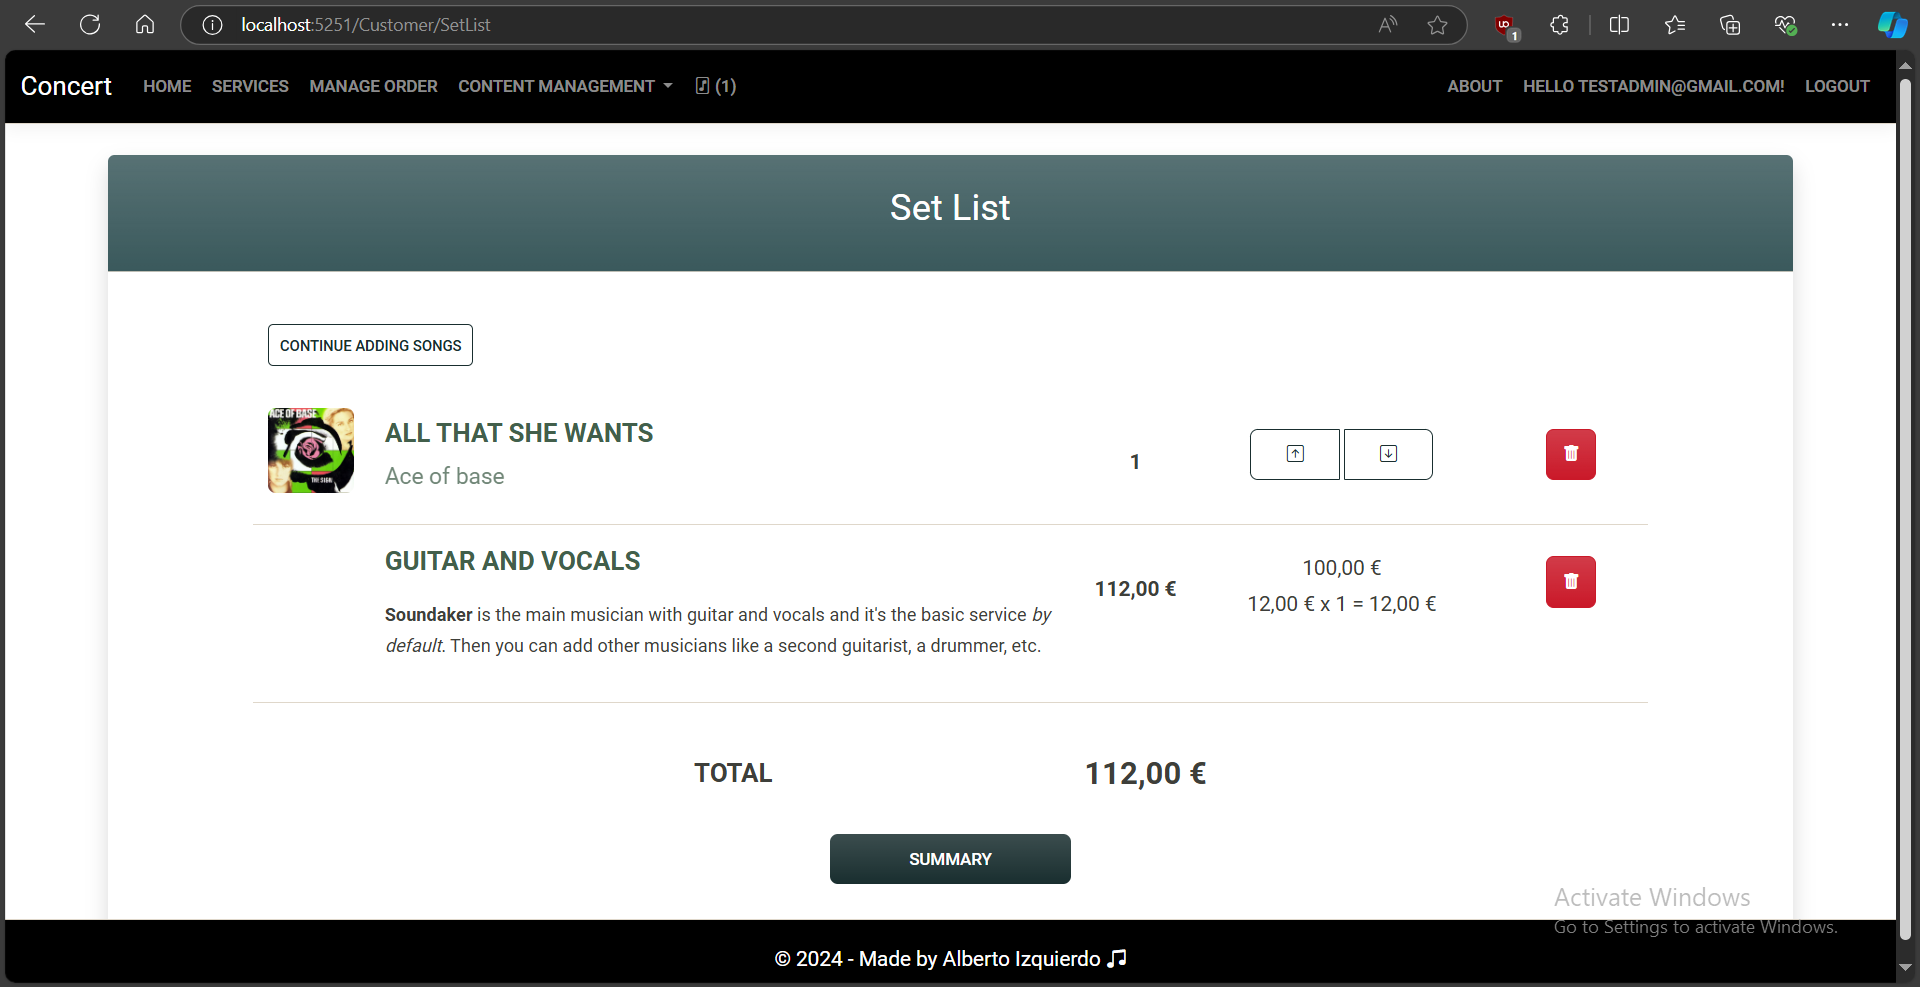 localhost:5251/Customer/SetList
1
Concert HOME SERVICES MANAGE ORDER CONTENT MANAGEMENT (1) ABOUT HELLO TESTADMIN@GMAIL.COM! LOGOUT
Set List
CONTINUE ADDING SONGS
ACE OF BASE
THE SIGN
ALL THAT SHE WANTS
Ace of base
1
GUITAR AND VOCALS
Soundaker is the main musician with guitar and vocals and it's the basic service by
default. Then you can add other musicians like a second guitarist, a drummer, etc.
112,00 €
100,00 €
12,00 € x 1 = 12,00 €
TOTAL 112,00 €
SUMMARY
Activate Windows
Go to Settings to activate Windows.
© 2024 - Made by Alberto Izquierdo